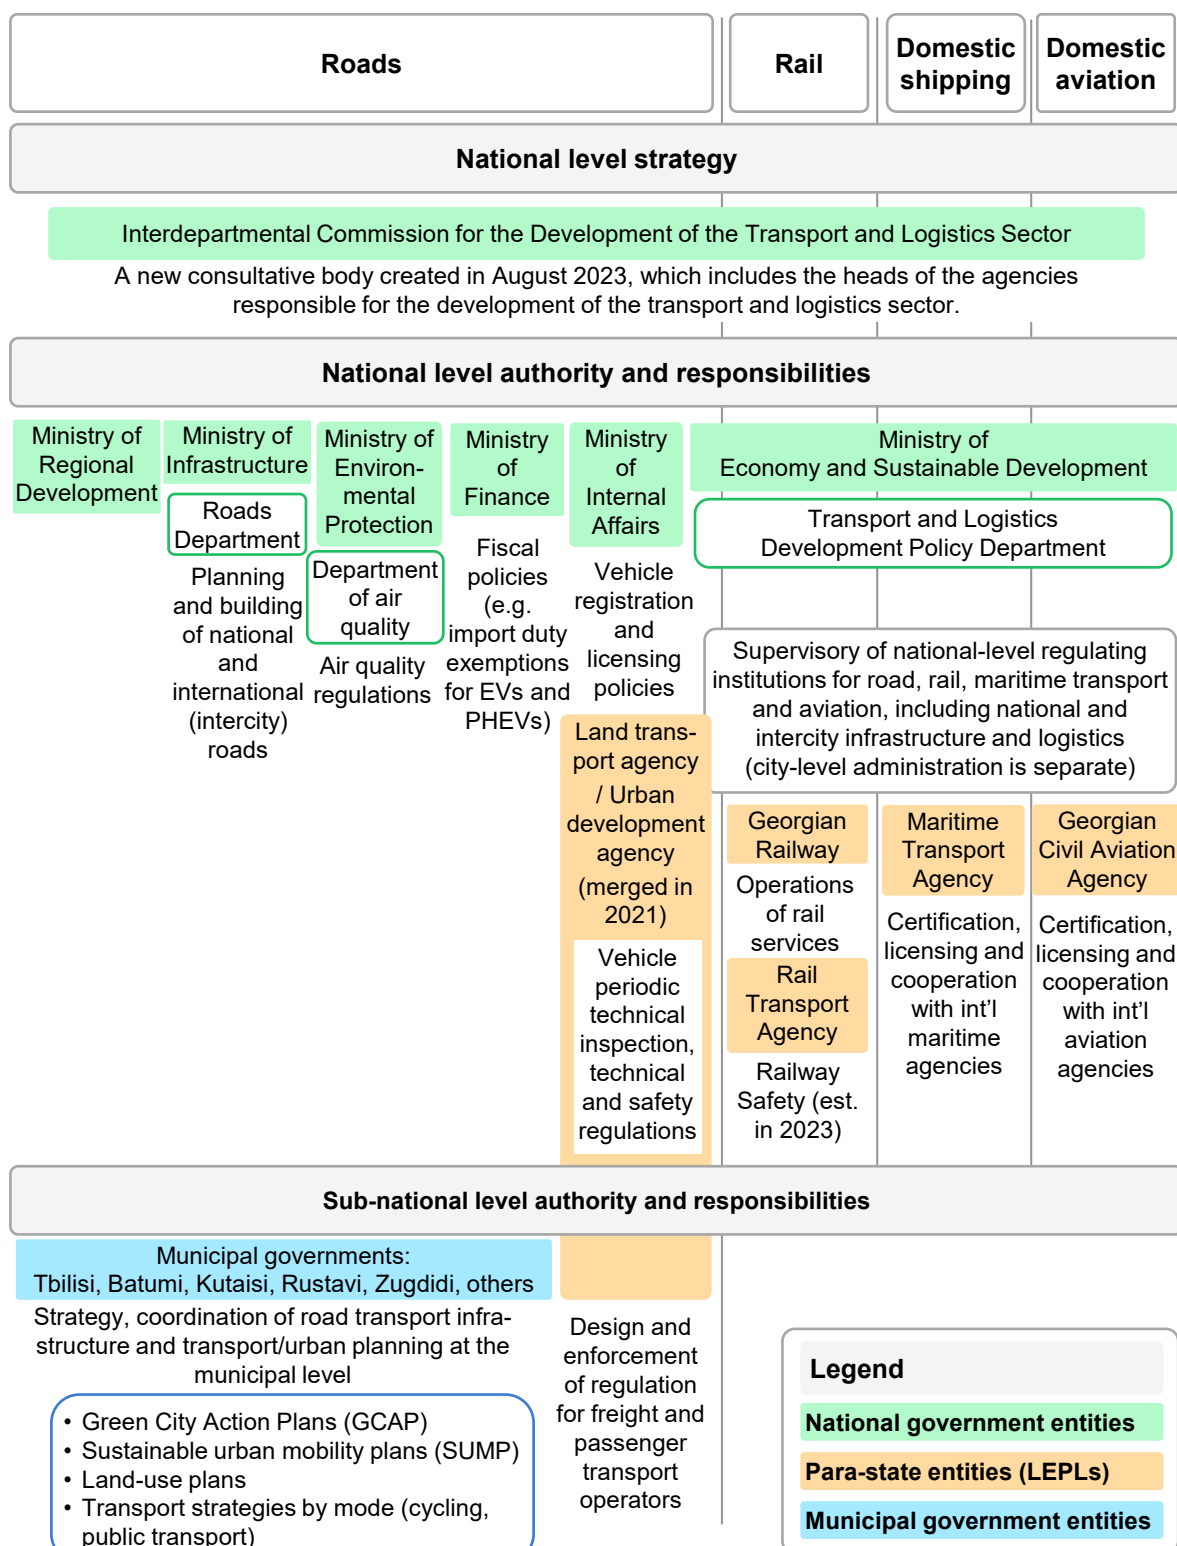 Roads
Rail
Domestic
shipping
Domestic
aviation
National level strategy
Interdepartmental Commission for the Development of the Transport and Logistics Sector
A new consultative body created in August 2023, which includes the heads of the agencies
responsible for the development of the transport and logistics sector.
National level authority and responsibilities
Ministry of
Regional
Development
Ministry of
Infrastructure
Roads
Department
Planning
and building
of national
and
international
(intercity)
roads
Ministry of
Environ-
mental
Protection
Department
of air
quality
Air quality
regulations
Ministry
of
Finance
Fiscal
policies
(e.g.
import duty
exemptions
for EVs and
PHEVs)
Ministry
of
Internal
Affairs
Vehicle
registration
and
licensing
policies
Land trans-
port agency
/ Urban
development
agency
(merged in
2021)
Vehicle
periodic
technical
inspection,
technical
and safety
regulations
Ministry of
Economy and Sustainable Development
Transport and Logistics
Development Policy Department
Supervisory of national-level regulating
institutions for road, rail, maritime transport
and aviation, including national and
intercity infrastructure and logistics
(city-level administration is separate)
Georgian
Railway
Operations
of rail
services
Rail
Transport
Agency
Railway
Safety (est.
in 2023)
Maritime
Transport
Agency
Certification,
licensing and
cooperation
with int’l
maritime
agencies
Georgian
Civil Aviation
Agency
Certification,
licensing and
cooperation
with int’l
aviation
agencies
Sub-national level authority and responsibilities
Municipal governments:
Tbilisi, Batumi, Kutaisi, Rustavi, Zugdidi, others
Strategy, coordination of road transport infra-
structure and transport/urban planning at the
municipal level
• Green City Action Plans (GCAP)
• Sustainable urban mobility plans (SUMP)
• Land-use plans
• Transport strategies by mode (cycling,
public transport)
Design and
enforcement
of regulation
for freight and
passenger
transport
operators
Legend
National government entities
Para-state entities (LEPLs)
Municipal government entities